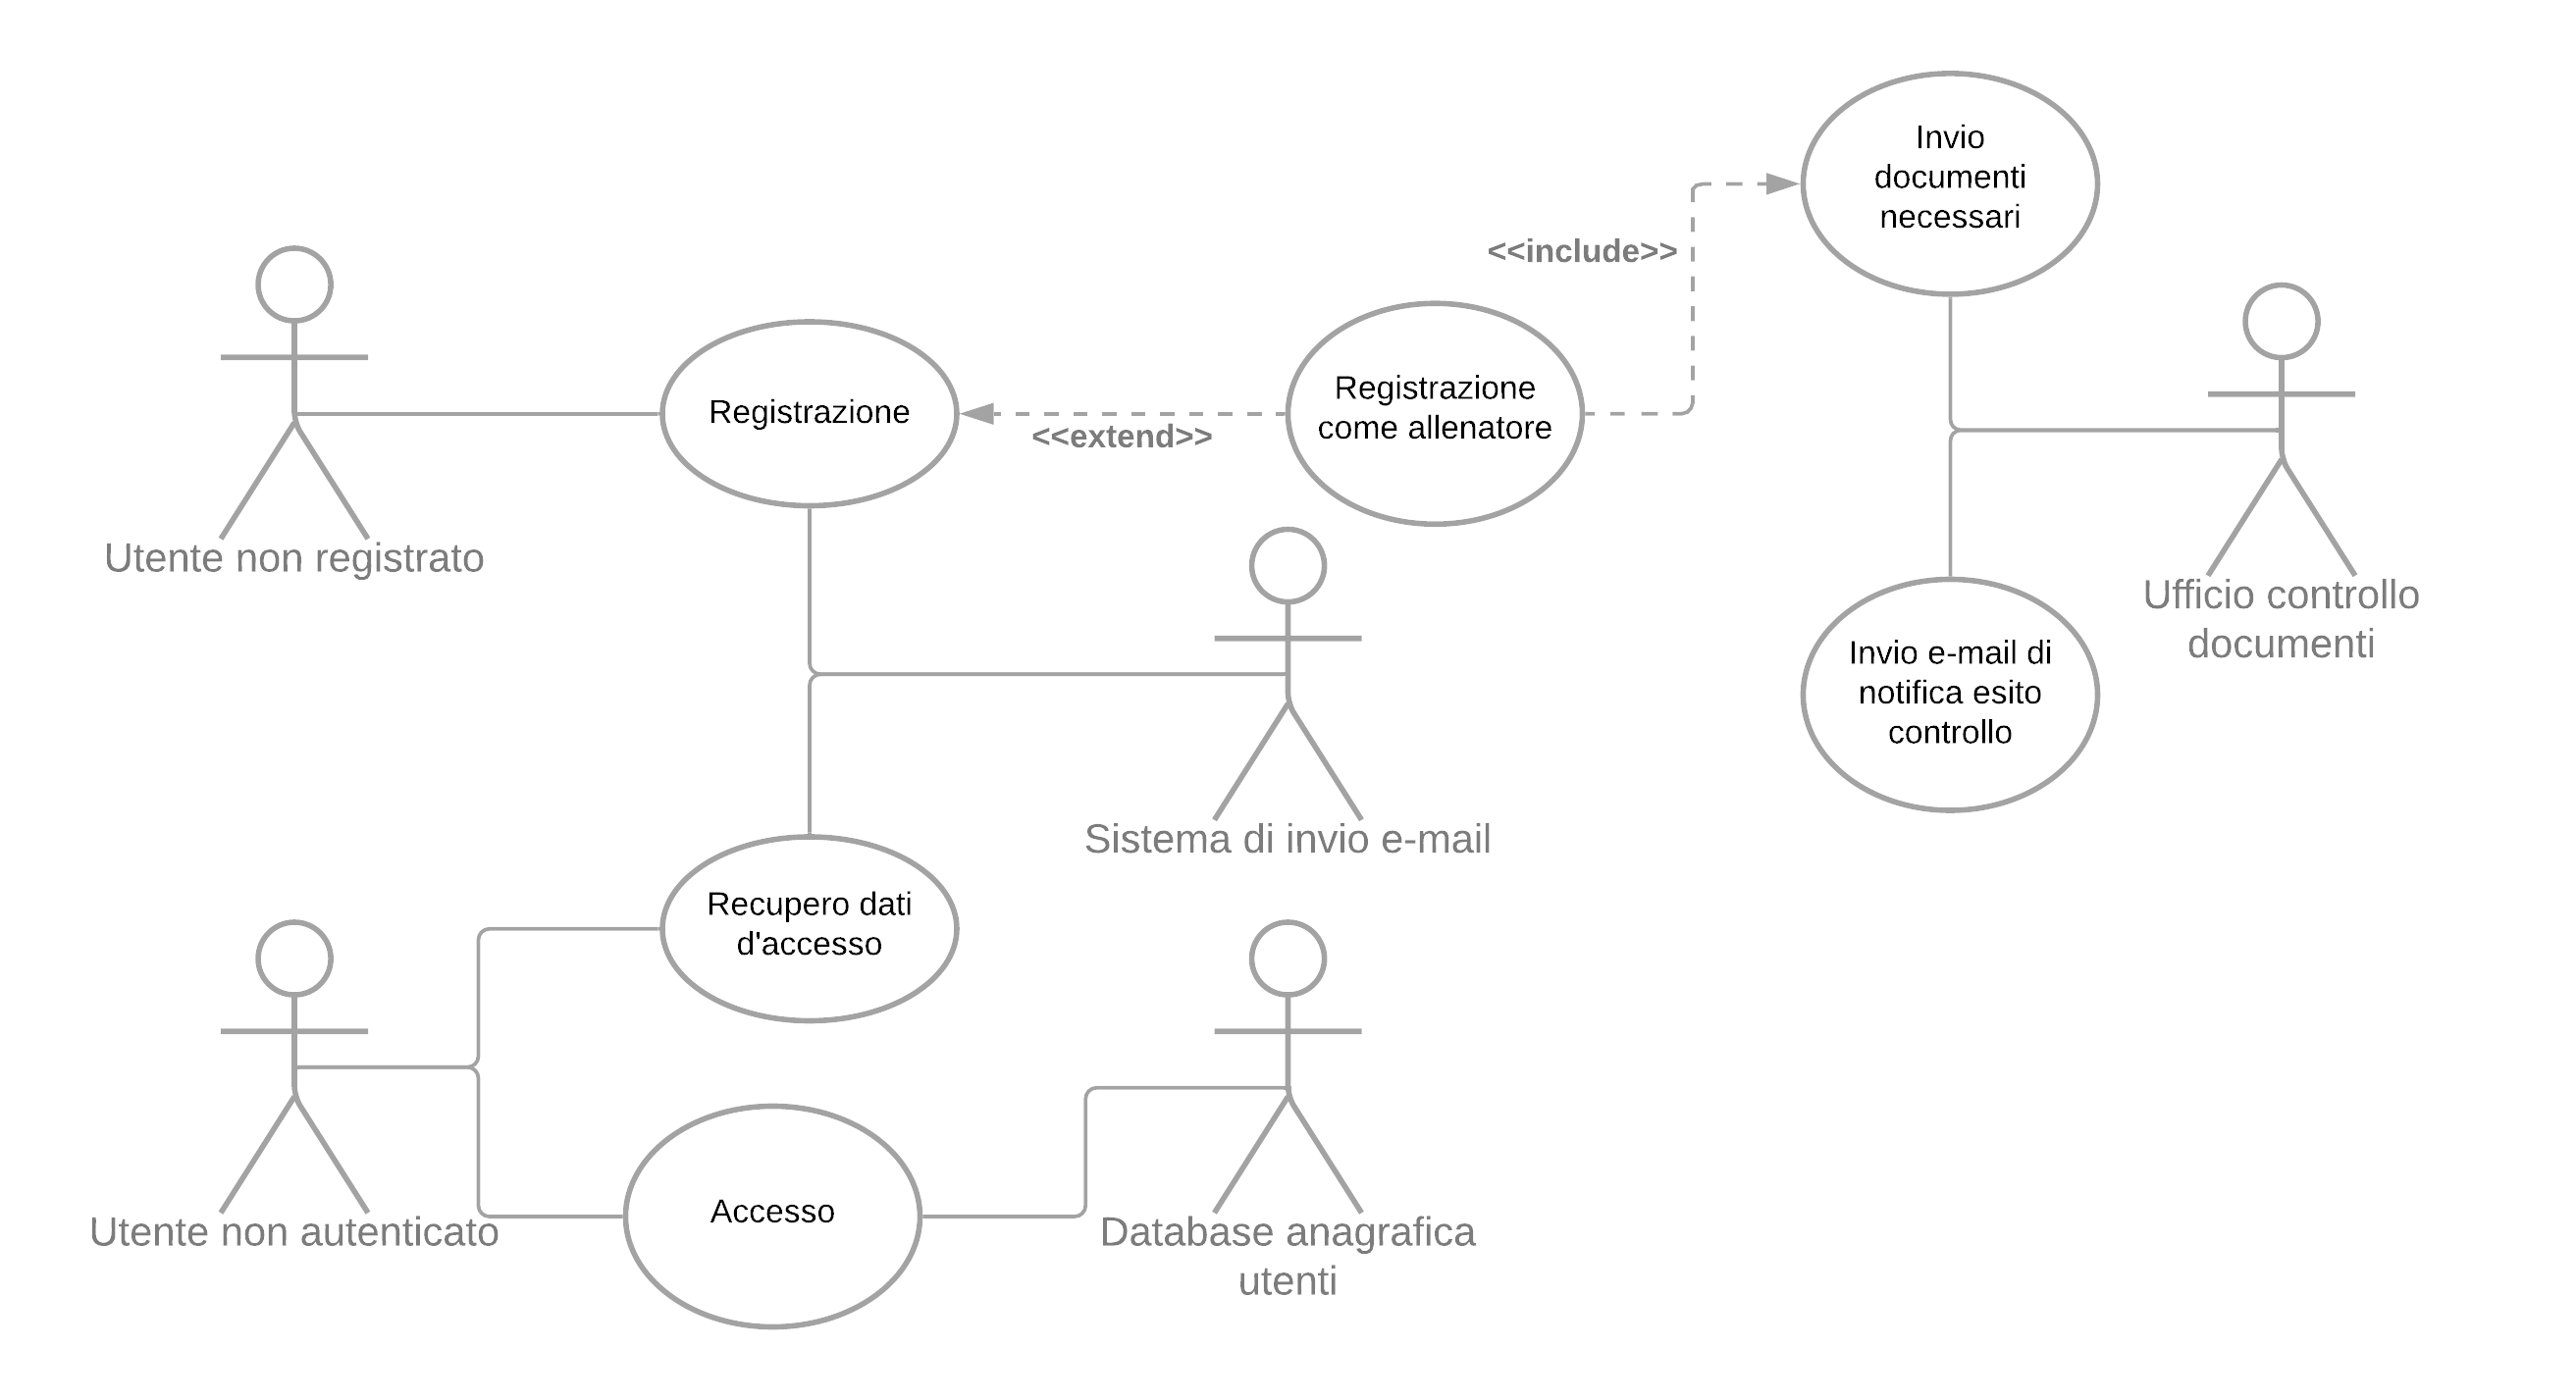 Invio
documenti
necessari
<<include>>
Registrazione
<<extend>>
Registrazione
come allenatore
Utente non registrato
Ufficio controllo
documenti
Invio e-mail di
notifica esito
controllo
Sistema di invio e-mail
Recupero dati
d'accesso
Utente non autenticato
Accesso
Database anagrafica
utenti